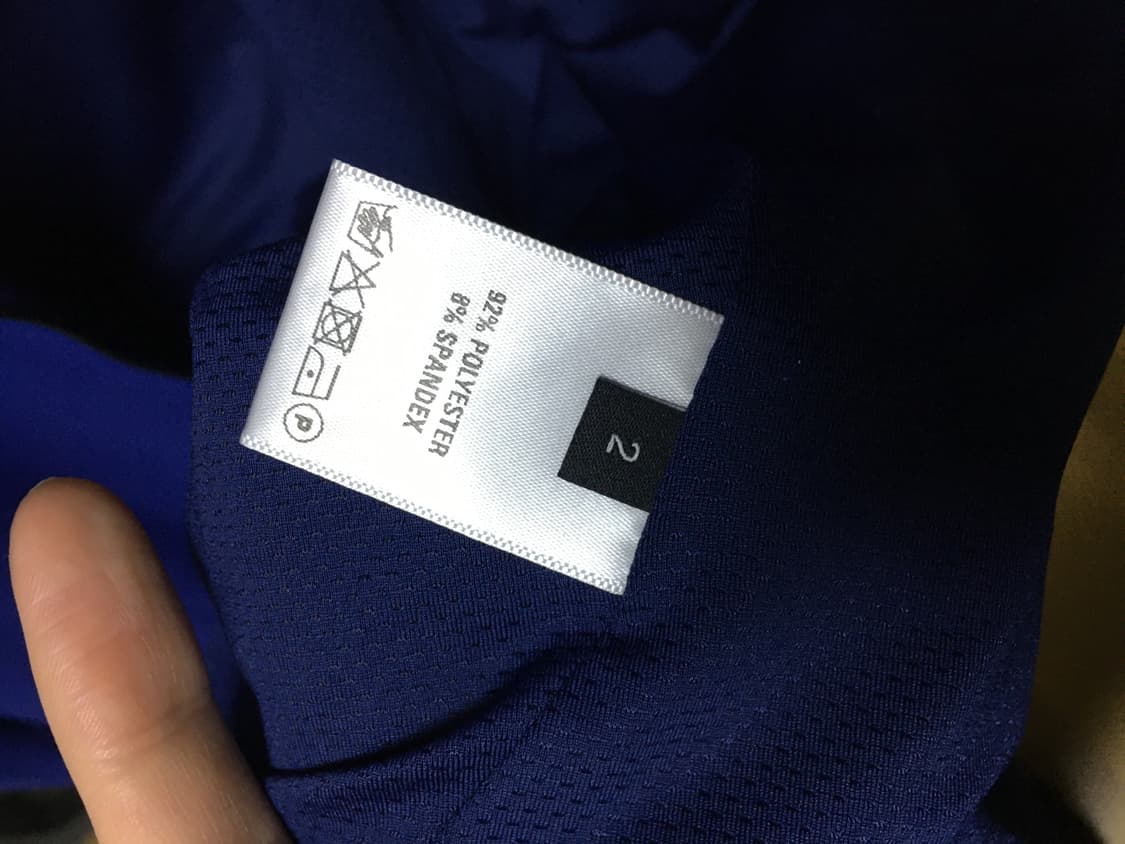 2
92% POLYESTER
8% SPANDEX
P